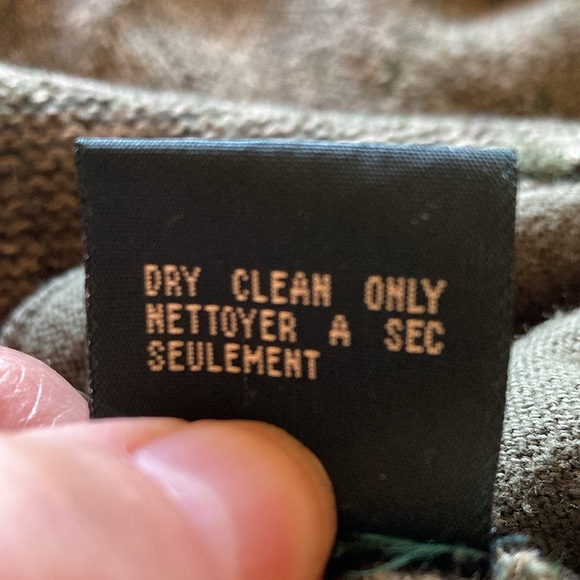 DRY CLEAN ONLY
NETTOYER A SEC
SEULEMENT